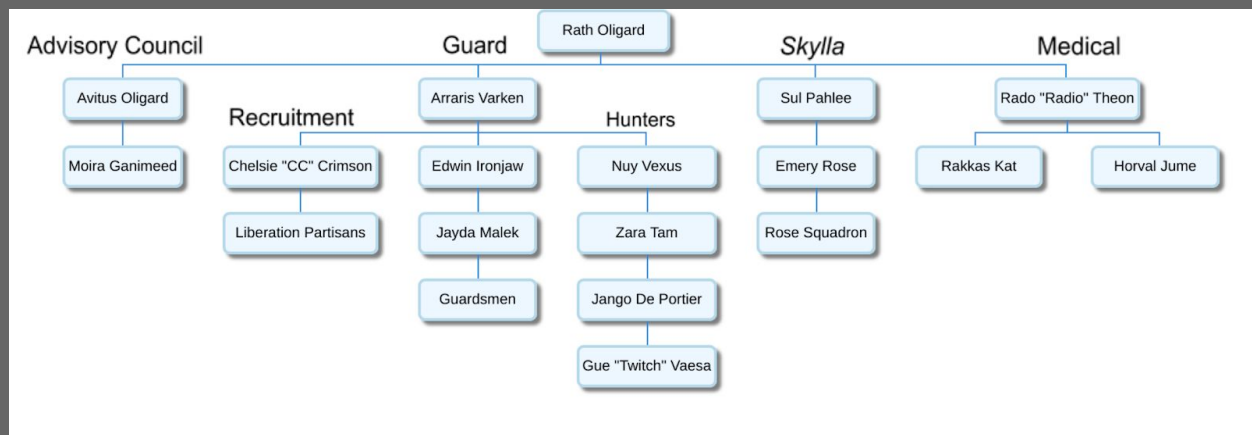 Rath Oligard
Advisory Council
Guard
Skylla
Medical
Avitus Oligard
Arraris Varken
Sul Pahlee
Rado "Radio" Theon
Recruitment
Hunters
Moira Ganimeed
Chelsie "CC" Crimson
Edwin Ironjaw
Nuy Vexus
Emery Rose
Rakkas Kat
Horval Jume
Liberation Partisans
Jayda Malek
Zara Tam
Rose Squadron
Guardsmen
Jango De Portier
Gue "Twitch" Vaesa